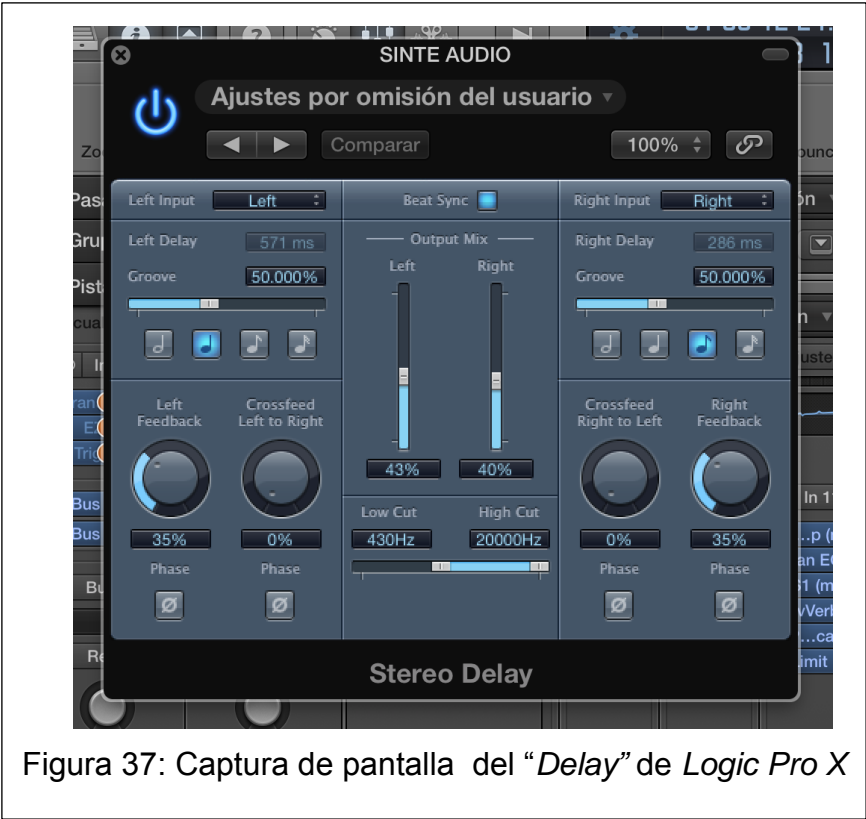 SINTE AUDIO
Ajustes por omisión del usuario
Comparar
100%
Left Input Left
Beat Sync
Right Input Right
Left Delay 571 ms
Output Mix
Right Delay 286 ms
Groove 50.000%
Left Right
Groove 50.000%
Left Feedback
Crossfeed Left to Right
Crossfeed Right to Left
Right Feedback
43% 40%
Low Cut High Cut
430Hz 20000Hz
35% 0%
0% 35%
Phase Phase
Phase Phase
Stereo Delay
Figura 37: Captura de pantalla del “Delay” de Logic Pro X